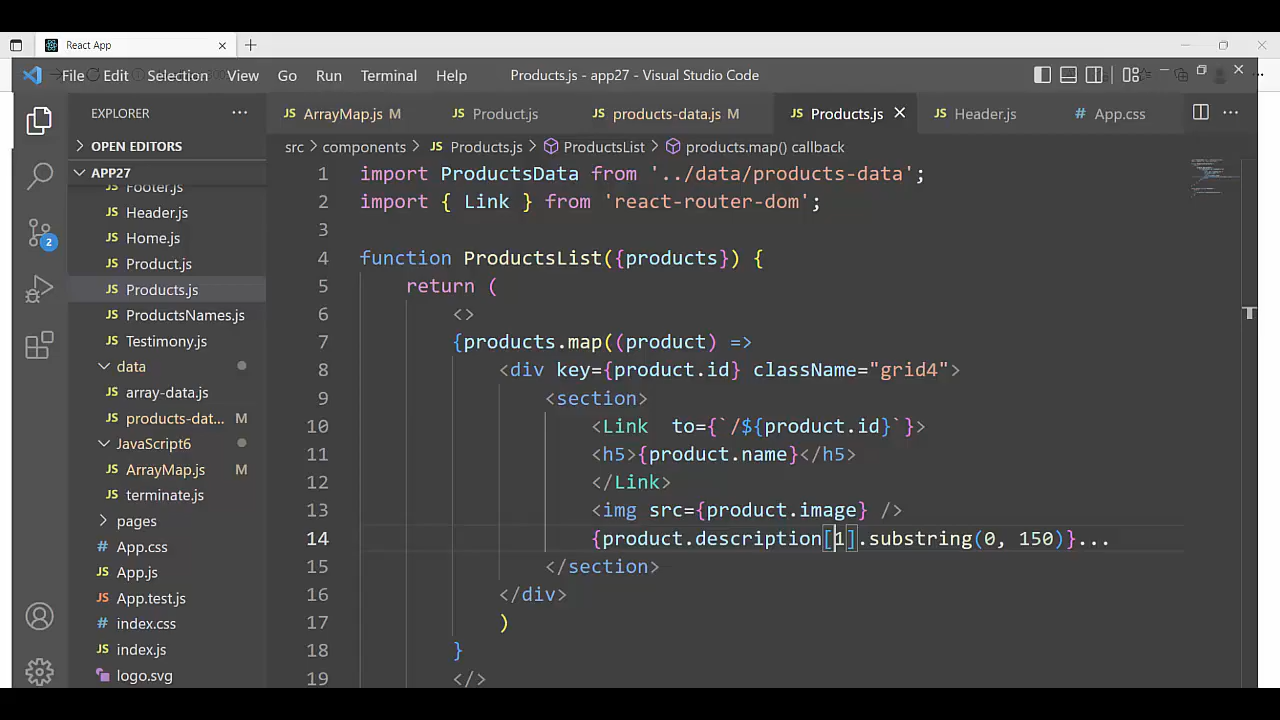 React App
File Edit Selection View Go Run Terminal Help Products.js - app27 - Visual Studio Code
EXPLORER
ArrayMap.js M Product.js products-data.js M Products.js Header.js App.css
OPEN EDITORS
APP27
Footer.js
Header.js
Home.js
Product.js
Products.js
ProductsNames.js
Testimony.js
data
array-data.js
products-dat... M
JavaScript6
ArrayMap.js M
terminate.js
pages
App.css
App.js
App.test.js
index.css
index.js
logo.svg
2
src > components > JS Products.js > ProductsList > products.map() callback
1 import ProductsData from '../data/products-data';
2 import { Link } from 'react-router-dom';
3
4 function ProductsList({products}) {
5 return (
6 <>
7 {products.map((product) =>
8 <div key={product.id} className="grid4">
9 <section>
10 <Link  to={`/${product.id}`}>
11 <h5>{product.name}</h5>
12 </Link>
13 <img src={product.image} />
14 {product.description[1].substring(0, 150)}...
15 </section>
16 </div>
17 )
18 }
19 </>